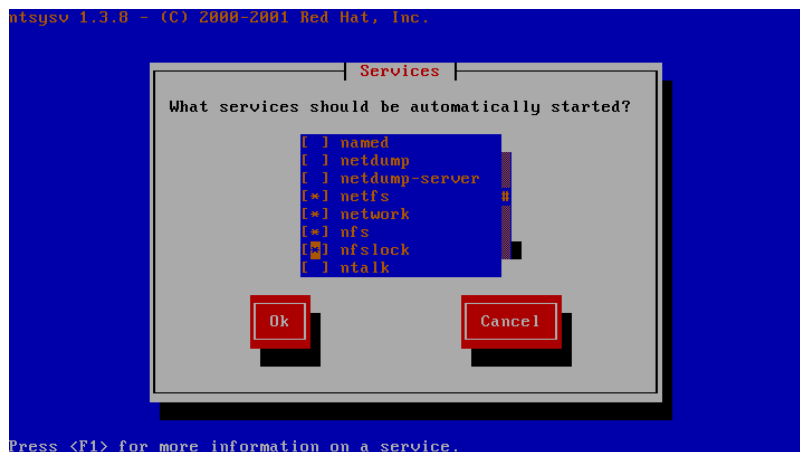 ntsysv 1.3.8 - (C) 2000-2001 Red Hat, Inc.
Services
What services should be automatically started?
[ ] named
[ ] netdump
[ ] netdump-server
[*] netfs #
[*] network
[*] nfs
[*] nfslock
[ ] ntalk
Ok Cancel
Press <F1> for more information on a service.